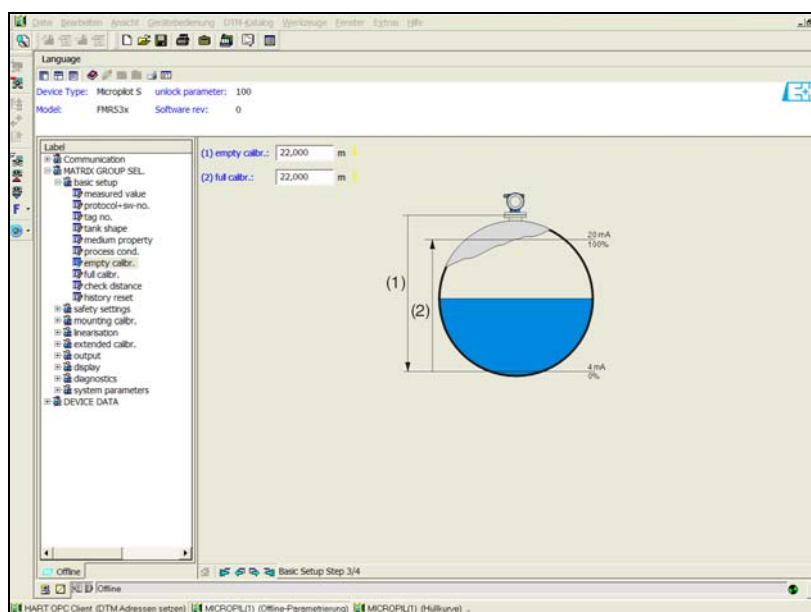 Datei Bearbeiten Ansicht Gerätebedienung DTM-Katalog Werkzeuge Fenster Extras Hilfe
Language
Device Type: Micropilot S unlock parameter: 100
Model: FMR53x Software rev: 0
Label
Communication
MATRIX GROUP SEL.
basic setup
measured value
protocol+sw-no.
tag no.
tank shape
medium property
process cond.
empty calibr.
full calibr.
check distance
history reset
safety settings
mounting calibr.
linearisation
extended calibr.
output
display
diagnostics
system parameters
DEVICE DATA
(1) empty calibr.: 22,000 m
(2) full calibr.: 22,000 m
20 mA
100%
(1)
(2)
4 mA
0%
F
Offline
Basic Setup Step 3/4
Offline
HART OPC Client (DTM Adressen setzen) MICROPIL(1) (Offline-Parametrierung) MICROPIL(1) (Hüllkurve)